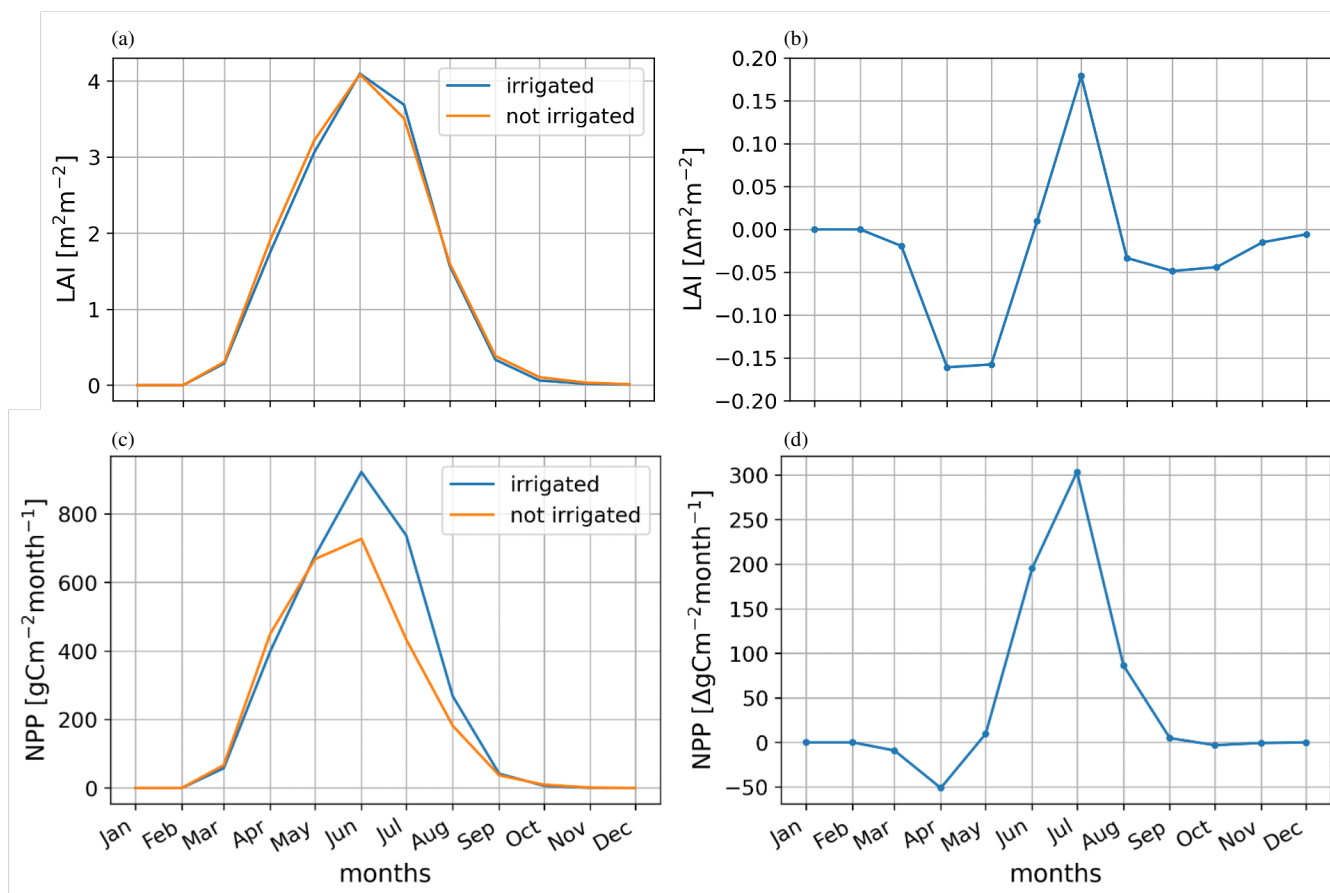 (a)
irrigated
not irrigated
LAI [m²m⁻²]
4
3
2
1
0
(b)
LAI [Δm²m⁻²]
0.20
0.15
0.10
0.05
0.00
−0.05
−0.10
−0.15
−0.20
(c)
irrigated
not irrigated
NPP [gCm⁻²month⁻¹]
800
600
400
200
0
Jan Feb Mar Apr May Jun Jul Aug Sep Oct Nov Dec
months
(d)
NPP [ΔgCm⁻²month⁻¹]
300
250
200
150
100
50
0
−50
Jan Feb Mar Apr May Jun Jul Aug Sep Oct Nov Dec
months